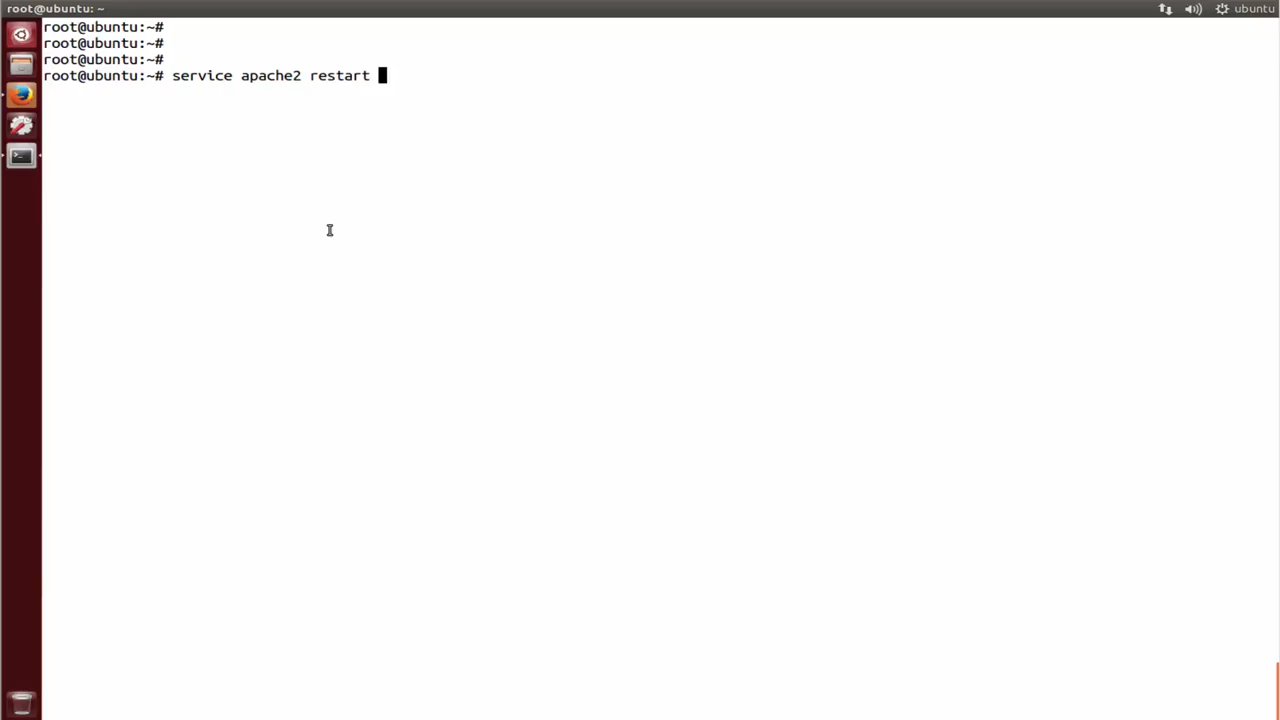 root@ubuntu: ~
ubuntu
root@ubuntu:~#
root@ubuntu:~#
root@ubuntu:~#
root@ubuntu:~# service apache2 restart